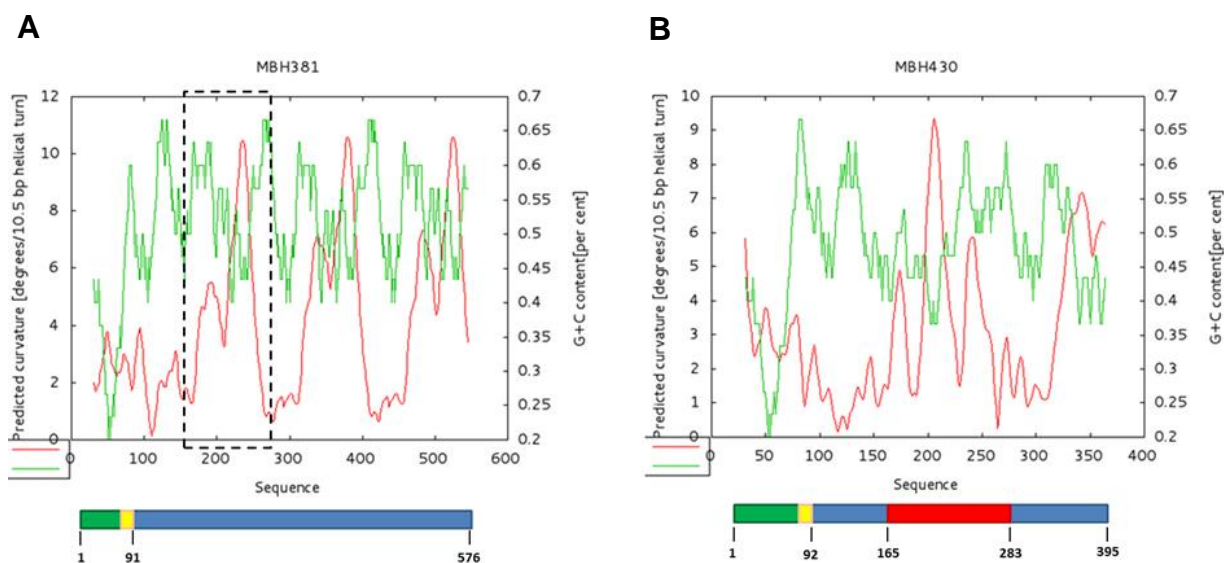 A
MBH381
Predicted curvature [degrees/10.5 bp helical turn]
12
10
8
6
4
2
0
0.7
0.65
0.6
0.55
0.5
0.45
0.4
0.35
0.3
0.25
0.2
G+C content[per cent]
0 100 200 300 400 500 600
Sequence
1 91 576
B
MBH430
Predicted curvature [degrees/10.5 bp helical turn]
10
9
8
7
6
5
4
3
2
1
0
0.7
0.65
0.6
0.55
0.5
0.45
0.4
0.35
0.3
0.25
0.2
G+C content[per cent]
0 50 100 150 200 250 300 350 400
Sequence
1 92 165 283 395